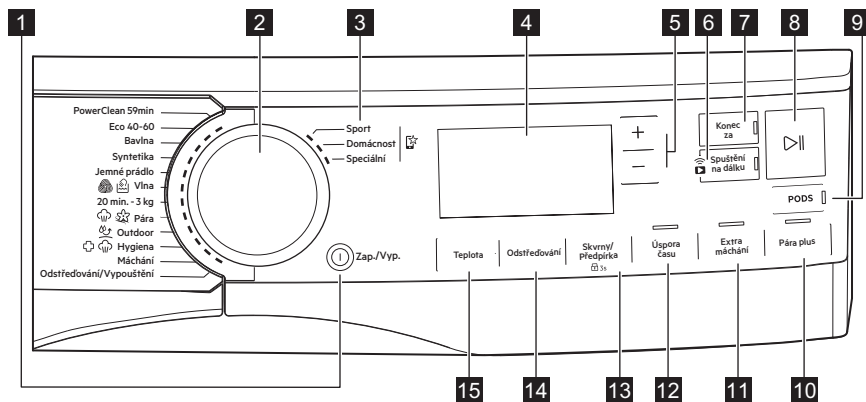 1
2
3
4
5
6
7
8
9
PowerClean 59min
Eco 40-60
Bavlna
Syntetika
Jemné prádlo
Vlna
20 min. - 3 kg
Pára
Outdoor
Hygiena
Máchání
Odstřeďování/Vypouštění
Sport
Domácnost
Speciální
Zap./Vyp.
+
−
Konec
za
Spuštění
na dálku
PODS
Teplota
Odstřeďování
Skvrny/
Předpírka
3s
Úspora
času
Extra
máchání
Pára plus
15
14
13
12
11
10